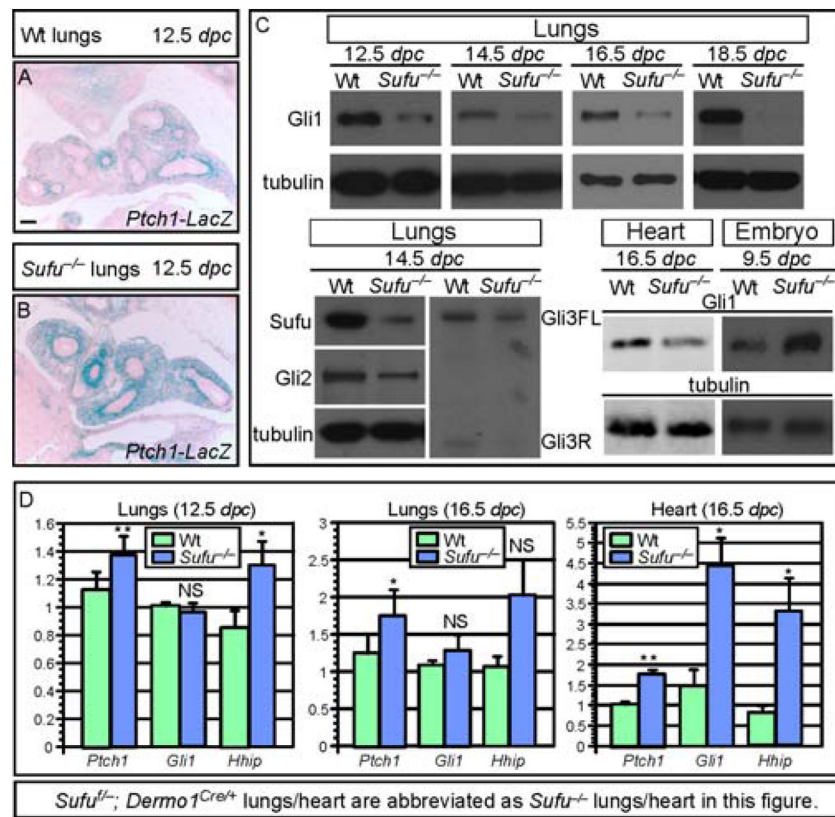 Wt lungs 12.5 dpc
A
Ptch1-LacZ
Sufu–/– lungs 12.5 dpc
B
Ptch1-LacZ
C
Lungs
12.5 dpc 14.5 dpc 16.5 dpc 18.5 dpc
Wt Sufu–/– Wt Sufu–/– Wt Sufu–/– Wt Sufu–/–
Gli1
tubulin
Lungs
14.5 dpc
Wt Sufu–/– Wt Sufu–/–
Sufu
Gli2
tubulin
Gli3FL
Gli3R
Heart Embryo
16.5 dpc 9.5 dpc
Wt Sufu–/– Wt Sufu–/–
Gli1
tubulin
D
Lungs (12.5 dpc)
1.6
1.4
1.2
1
0.8
0.6
0.4
0.2
0
Wt
Sufu–/–
** NS *
Ptch1 Gli1 Hhip
Lungs (16.5 dpc)
3
2.5
2
1.5
1
0.5
0
Wt
Sufu–/–
* NS NS
Ptch1 Gli1 Hhip
Heart (16.5 dpc)
5.5
5
4.5
4
3.5
3
2.5
2
1.5
1
0.5
0
Wt
Sufu–/–
** * *
Ptch1 Gli1 Hhip
Sufuf/–; Dermo1Cre/+ lungs/heart are abbreviated as Sufu–/– lungs/heart in this figure.